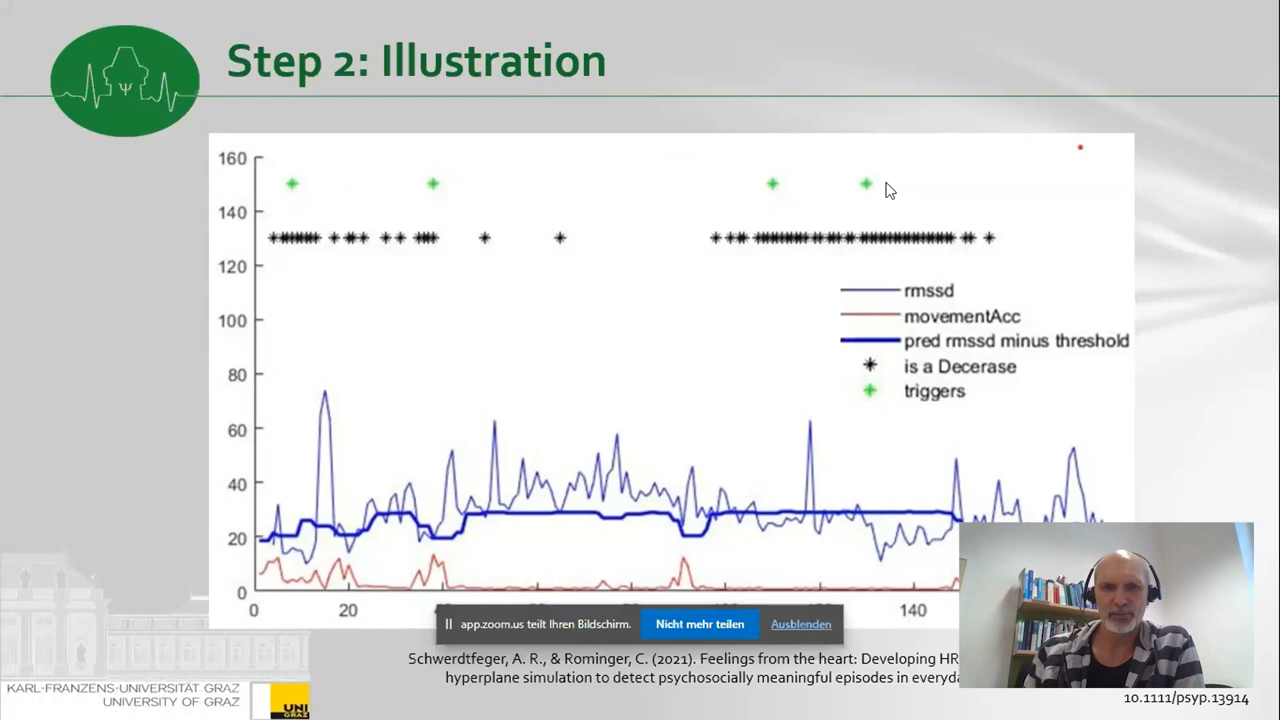 Step 2: Illustration
160
140
120
100
80
60
40
20
0
rmssd
movementAcc
pred rmssd minus threshold
is a Decerase
triggers
0 20 140
app.zoom.us teilt Ihren Bildschirm. Nicht mehr teilen Ausblenden
Schwerdtfeger, A. R., & Rominger, C. (2021). Feelings from the heart: Developing HR
hyperplane simulation to detect psychosocially meaningful episodes in everyda
10.1111/psyp.13914
KARL-FRANZENS-UNIVERSITÄT GRAZ
UNIVERSITY OF GRAZ
UNI
GRAZ